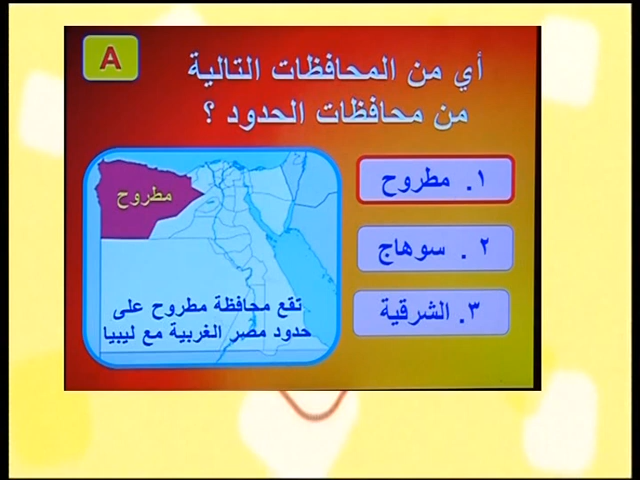 A
أي من المحافظات التالية
من محافظات الحدود ؟
١. مطروح
٢ . سوهاج
٣. الشرقية
مطروح
تقع محافظة مطروح على
حدود مصر الغربية مع ليبيا